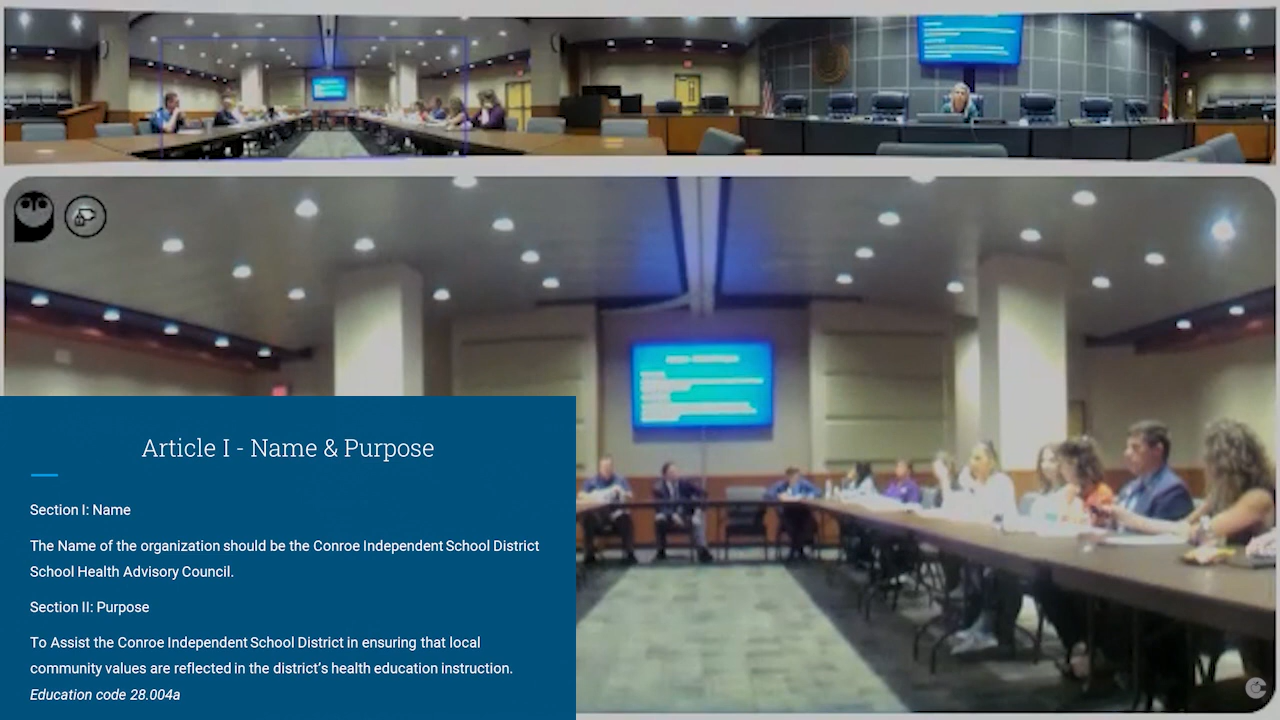 Article I - Name & Purpose
Section I: Name
The Name of the organization should be the Conroe Independent School District
School Health Advisory Council.
Section II: Purpose
To Assist the Conroe Independent School District in ensuring that local
community values are reflected in the district's health education instruction.
Education code 28.004a